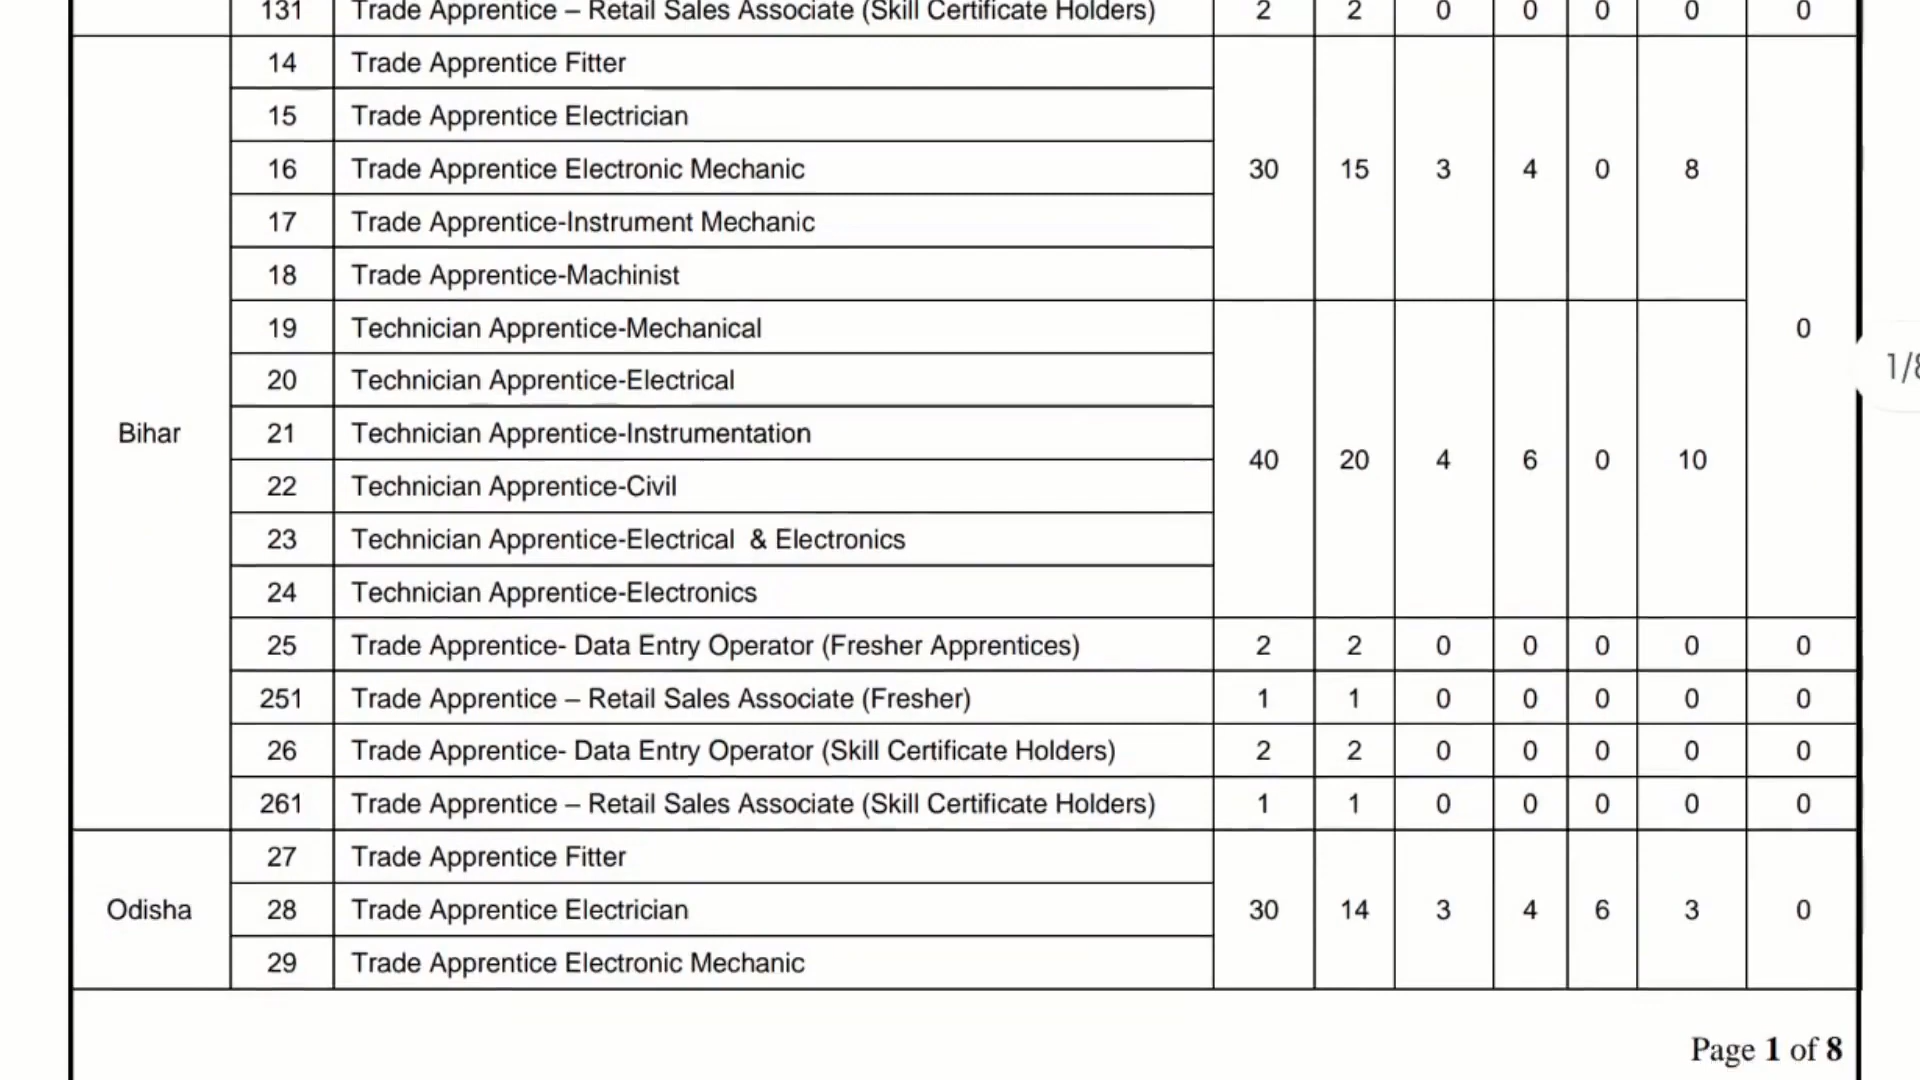 131 Trade Apprentice – Retail Sales Associate (Skill Certificate Holders) 2 2 0 0 0 0 0
14 Trade Apprentice Fitter
15 Trade Apprentice Electrician
16 Trade Apprentice Electronic Mechanic 30 15 3 4 0 8
17 Trade Apprentice-Instrument Mechanic
18 Trade Apprentice-Machinist
19 Technician Apprentice-Mechanical 0
1/8
20 Technician Apprentice-Electrical
Bihar 21 Technician Apprentice-Instrumentation
40 20 4 6 0 10
22 Technician Apprentice-Civil
23 Technician Apprentice-Electrical & Electronics
24 Technician Apprentice-Electronics
25 Trade Apprentice- Data Entry Operator (Fresher Apprentices) 2 2 0 0 0 0 0
251 Trade Apprentice – Retail Sales Associate (Fresher) 1 1 0 0 0 0 0
26 Trade Apprentice- Data Entry Operator (Skill Certificate Holders) 2 2 0 0 0 0 0
261 Trade Apprentice – Retail Sales Associate (Skill Certificate Holders) 1 1 0 0 0 0 0
27 Trade Apprentice Fitter
Odisha 28 Trade Apprentice Electrician 30 14 3 4 6 3 0
29 Trade Apprentice Electronic Mechanic
Page 1 of 8